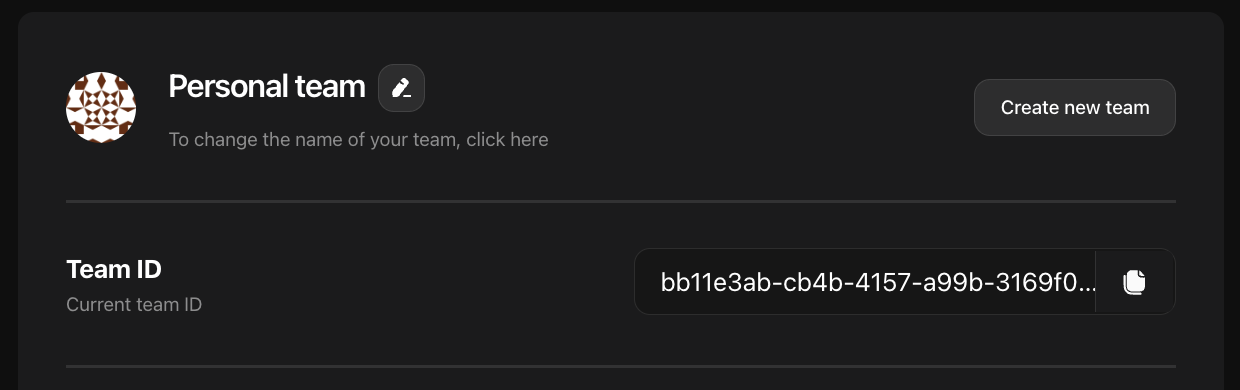 Personal team
To change the name of your team, click here
Create new team
Team ID
Current team ID
bb11e3ab-cb4b-4157-a99b-3169f0...